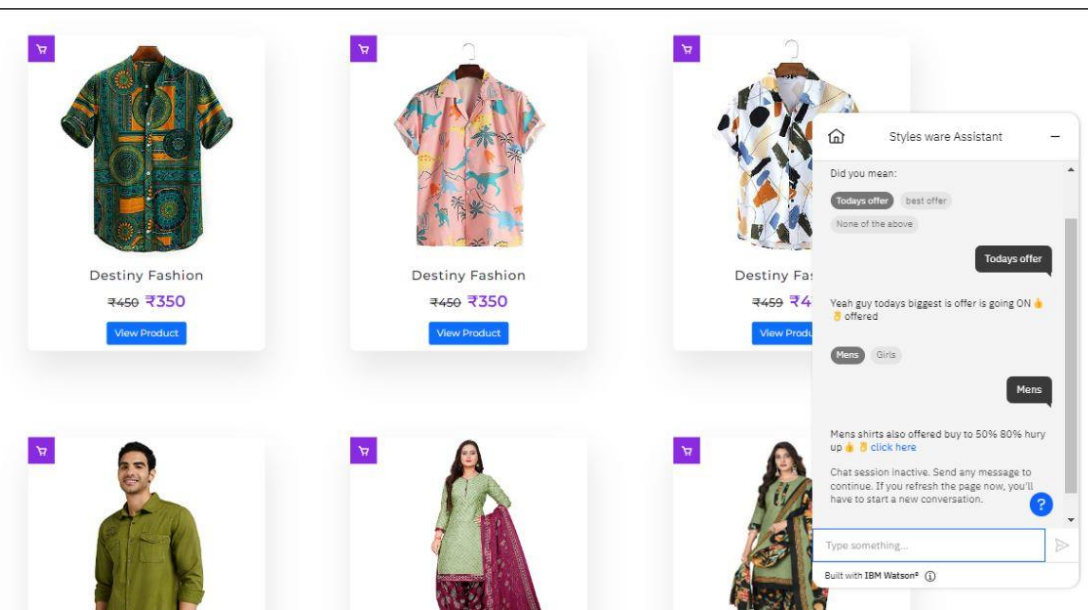 Destiny Fashion
₹450 ₹350
View Product
Destiny Fashion
₹450 ₹350
View Product
Destiny
₹459
View
Styles ware Assistant
Did you mean:
Todays offer best offer
None of the above
Todays offer
Yeah guy todays biggest is offer is going ON 👍
👌 offered
Mens Girls
Mens
Mens shirts also offered buy to 50% 80% hury
up 👍 👌 click here
Chat session inactive. Send any message to
continue. If you refresh the page now, you'll
have to start a new conversation.
?
Type something...
Built with IBM Watson®